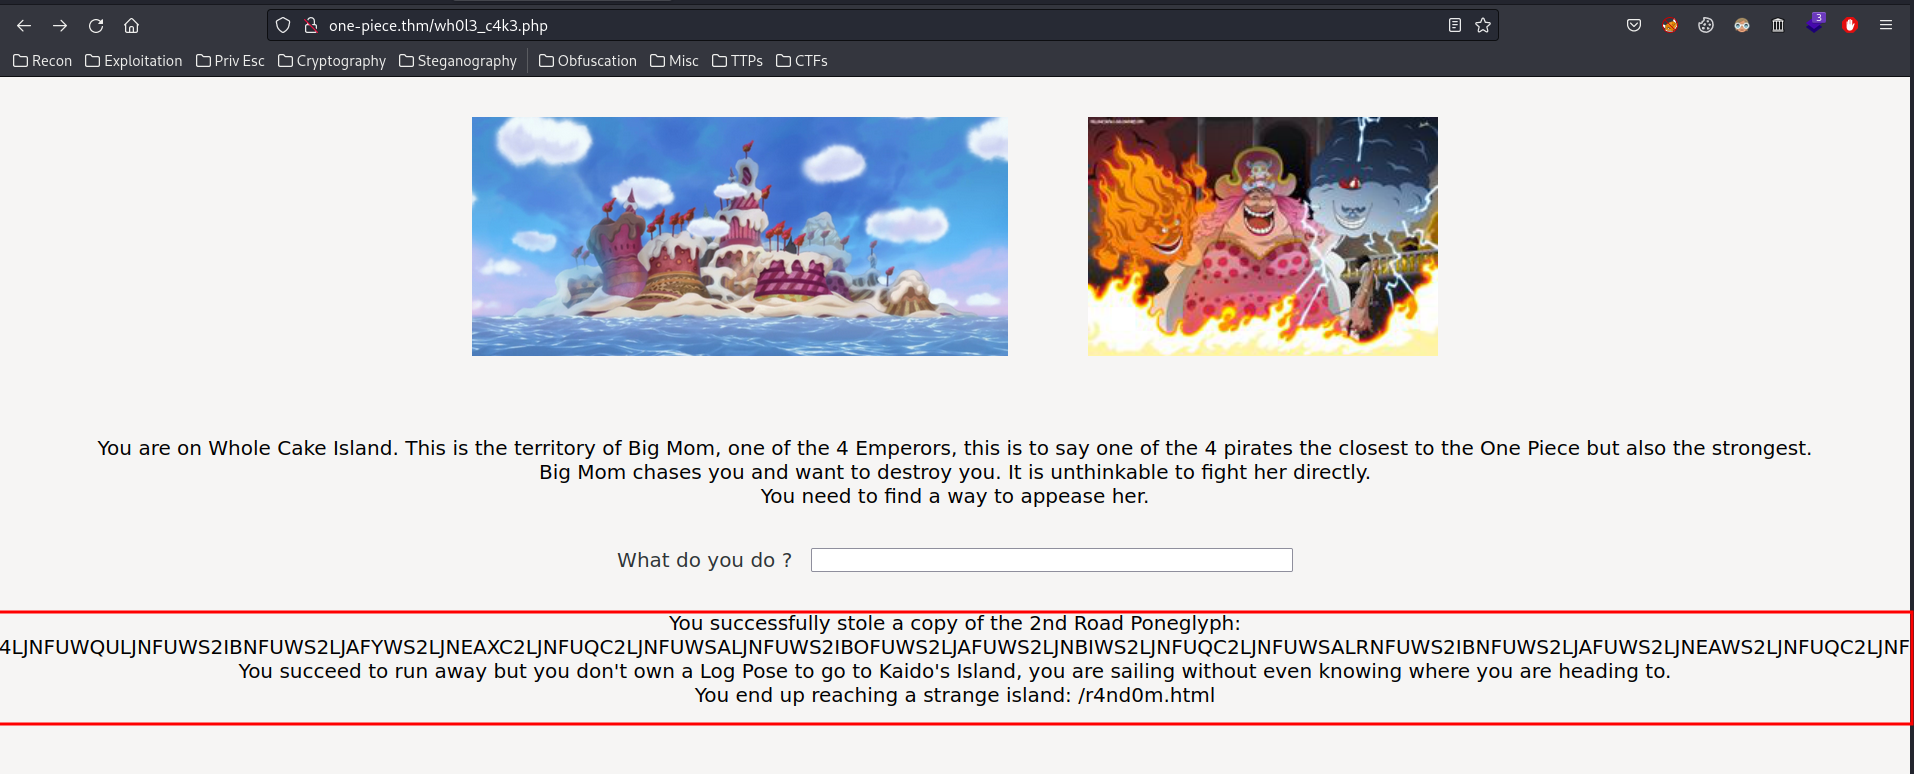 one-piece.thm/wh0l3_c4k3.php
3
Recon Exploitation Priv Esc Cryptography Steganography Obfuscation Misc TTPs CTFs
You are on Whole Cake Island. This is the territory of Big Mom, one of the 4 Emperors, this is to say one of the 4 pirates the closest to the One Piece but also the strongest.
Big Mom chases you and want to destroy you. It is unthinkable to fight her directly.
You need to find a way to appease her.
What do you do ?
You successfully stole a copy of the 2nd Road Poneglyph:
4LJNFUWQULJNFUWS2IBNFUWS2LJAFYWS2LJNEAXC2LJNFUQC2LJNFUWSALJNFUWS2IBOFUWS2LJAFUWS2LJNBIWS2LJNFUQC2LJNFUWSALRNFUWS2IBNFUWS2LJAFUWS2LJNEAWS2LJNFUQC2LJNF
You succeed to run away but you don't own a Log Pose to go to Kaido's Island, you are sailing without even knowing where you are heading to.
You end up reaching a strange island: /r4nd0m.html